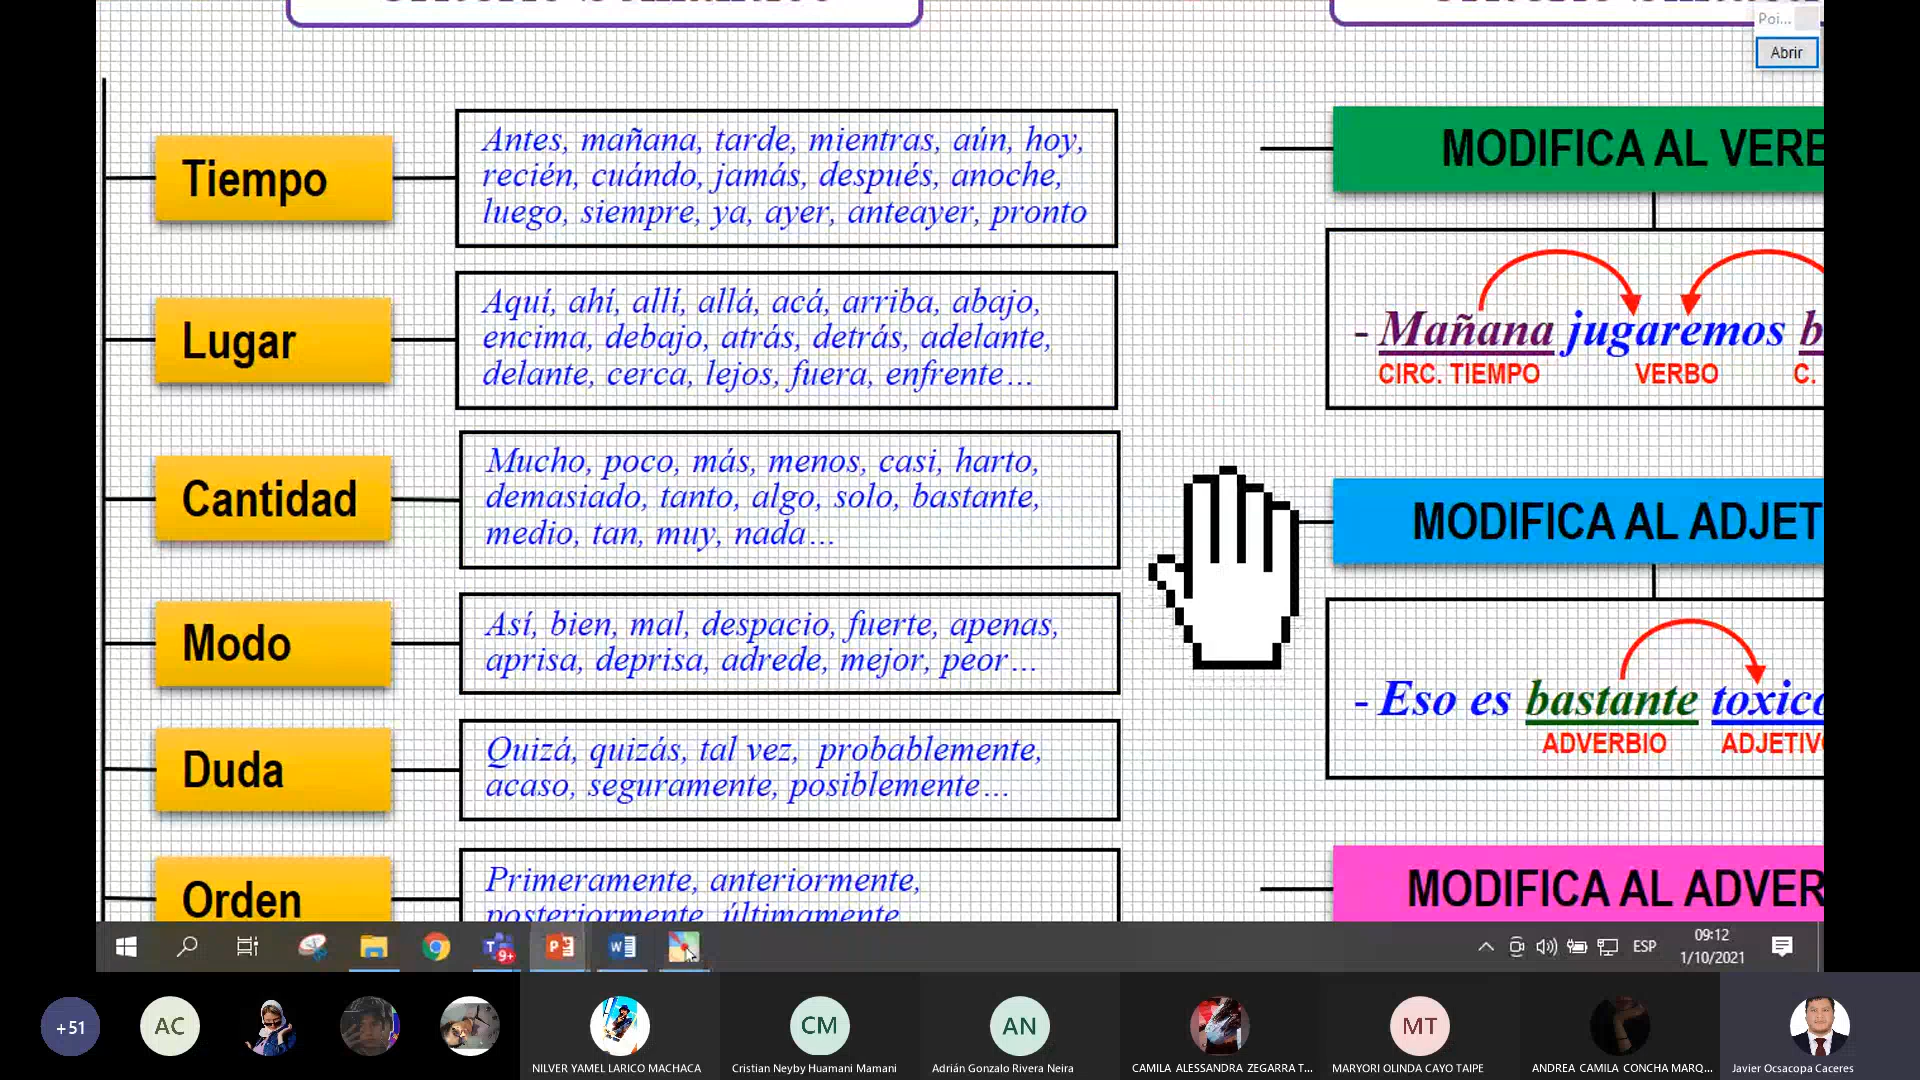 Poi...
Abrir
Tiempo
Antes, mañana, tarde, mientras, aún, hoy,
recién, cuándo, jamás, después, anoche,
luego, siempre, ya, ayer, anteayer, pronto
Lugar
Aquí, ahí, allí, allá, acá, arriba, abajo,
encima, debajo, atrás, detrás, adelante,
delante, cerca, lejos, fuera, enfrente…
Cantidad
Mucho, poco, más, menos, casi, harto,
demasiado, tanto, algo, solo, bastante,
medio, tan, muy, nada…
Modo
Así, bien, mal, despacio, fuerte, apenas,
aprisa, deprisa, adrede, mejor, peor…
Duda
Quizá, quizás, tal vez, probablemente,
acaso, seguramente, posiblemente…
Orden
Primeramente, anteriormente,
posteriormente, últimamente
MODIFICA AL VERB
- Mañana jugaremos b
CIRC. TIEMPO VERBO C.
MODIFICA AL ADJET
- Eso es bastante toxico
ADVERBIO ADJETIVO
MODIFICA AL ADVER
9+
ESP
09:12
1/10/2021
+51
AC
CM
AN
MT
NILVER YAMEL LARICO MACHACA
Cristian Neyby Huamani Mamani
Adrián Gonzalo Rivera Neira
CAMILA ALESSANDRA ZEGARRA T...
MARYORI OLINDA CAYO TAIPE
ANDREA CAMILA CONCHA MARQ...
Javier Ocsacopa Caceres